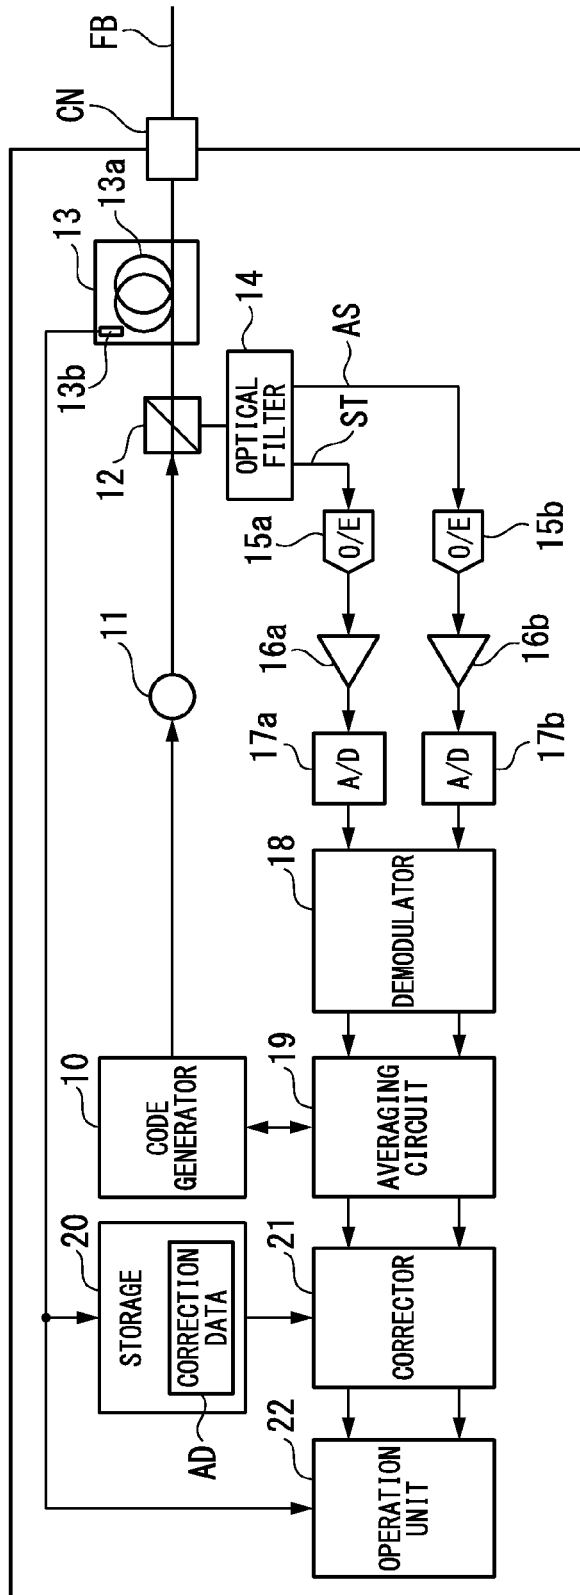 FB
CN
13
13a
13b
12
14
OPTICAL
FILTER
AS
ST
11
15a
O/E
15b
O/E
16a
16b
17a
A/D
17b
A/D
18
DEMODULATOR
10
CODE
GENERATOR
19
AVERAGING
CIRCUIT
20
STORAGE
CORRECTION
DATA
AD
21
CORRECTOR
22
OPERATION
UNIT